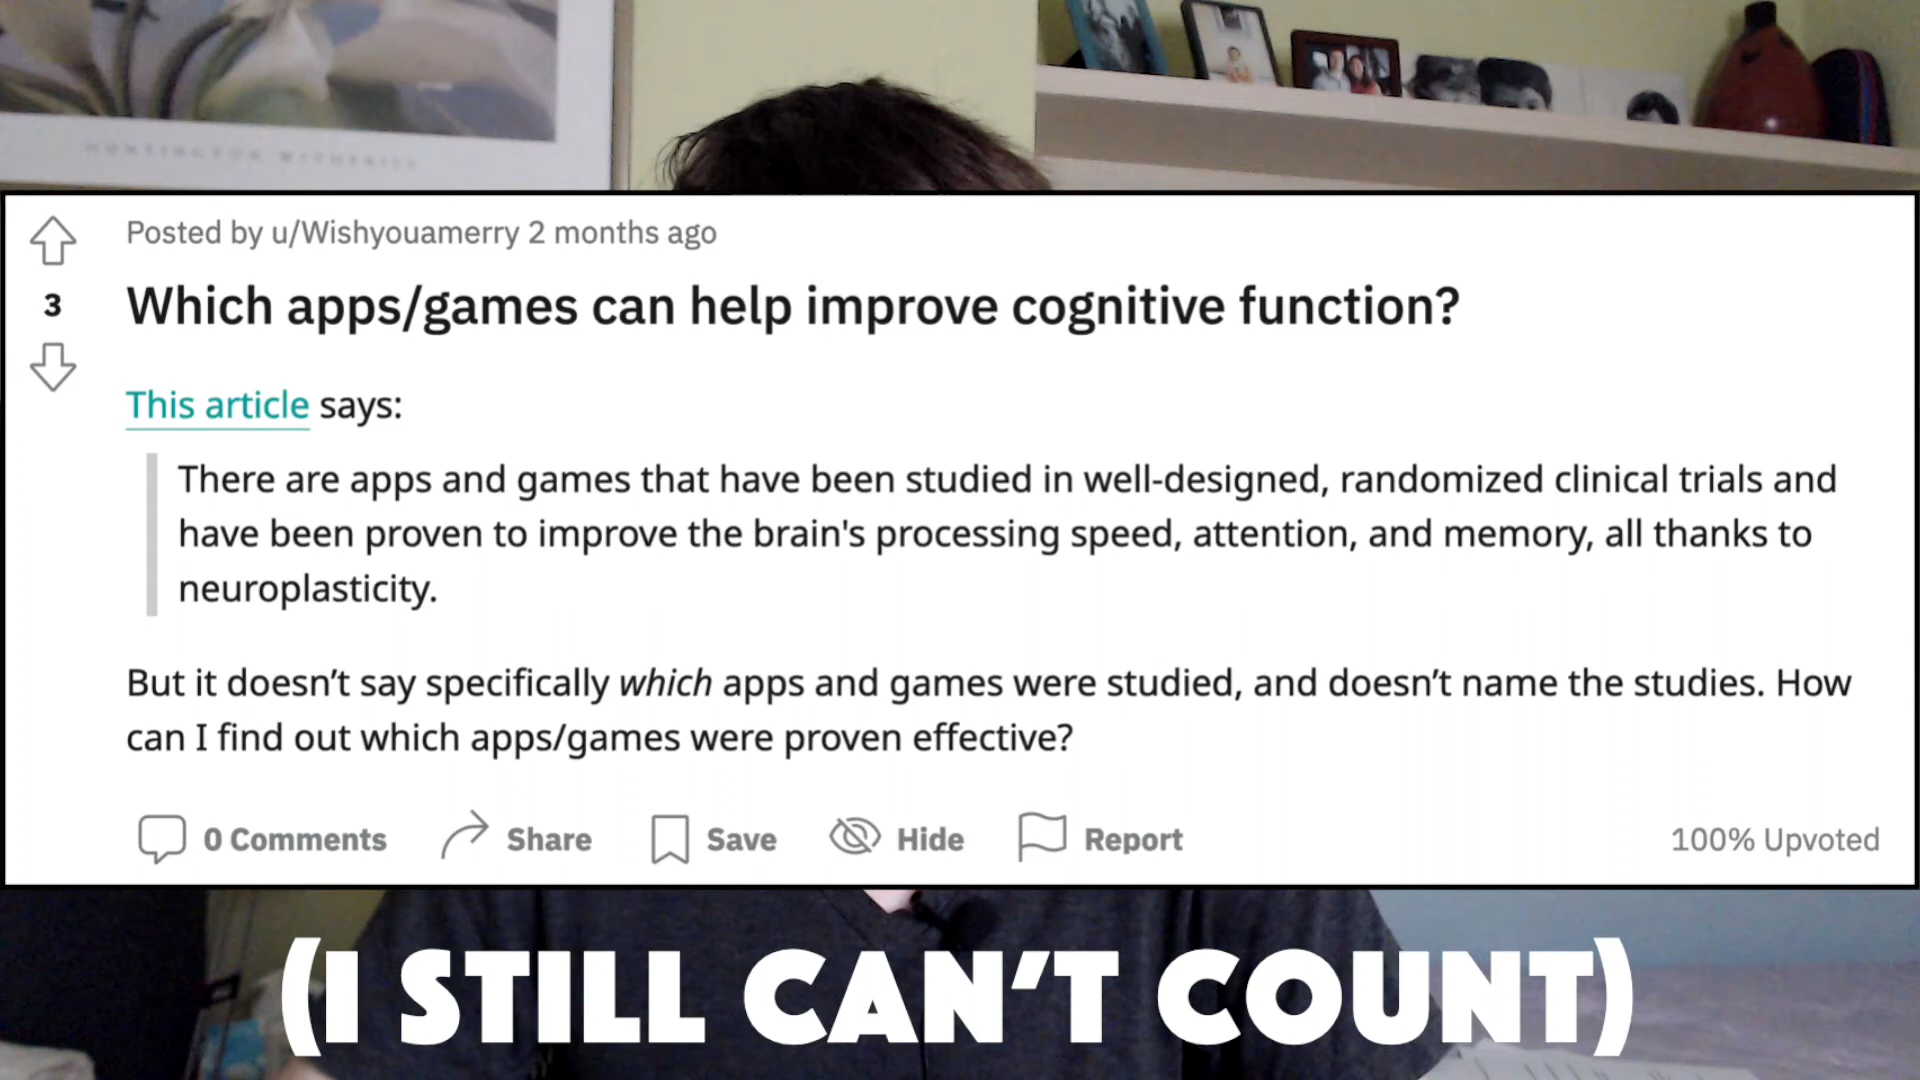 HUNTINGTON WITHERILL
Posted by u/Wishyouamerry 2 months ago
3
Which apps/games can help improve cognitive function?
This article says:
There are apps and games that have been studied in well-designed, randomized clinical trials and
have been proven to improve the brain's processing speed, attention, and memory, all thanks to
neuroplasticity.
But it doesn’t say specifically which apps and games were studied, and doesn’t name the studies. How
can I find out which apps/games were proven effective?
0 Comments
Share
Save
Hide
Report
100% Upvoted
(I STILL CAN’T COUNT)